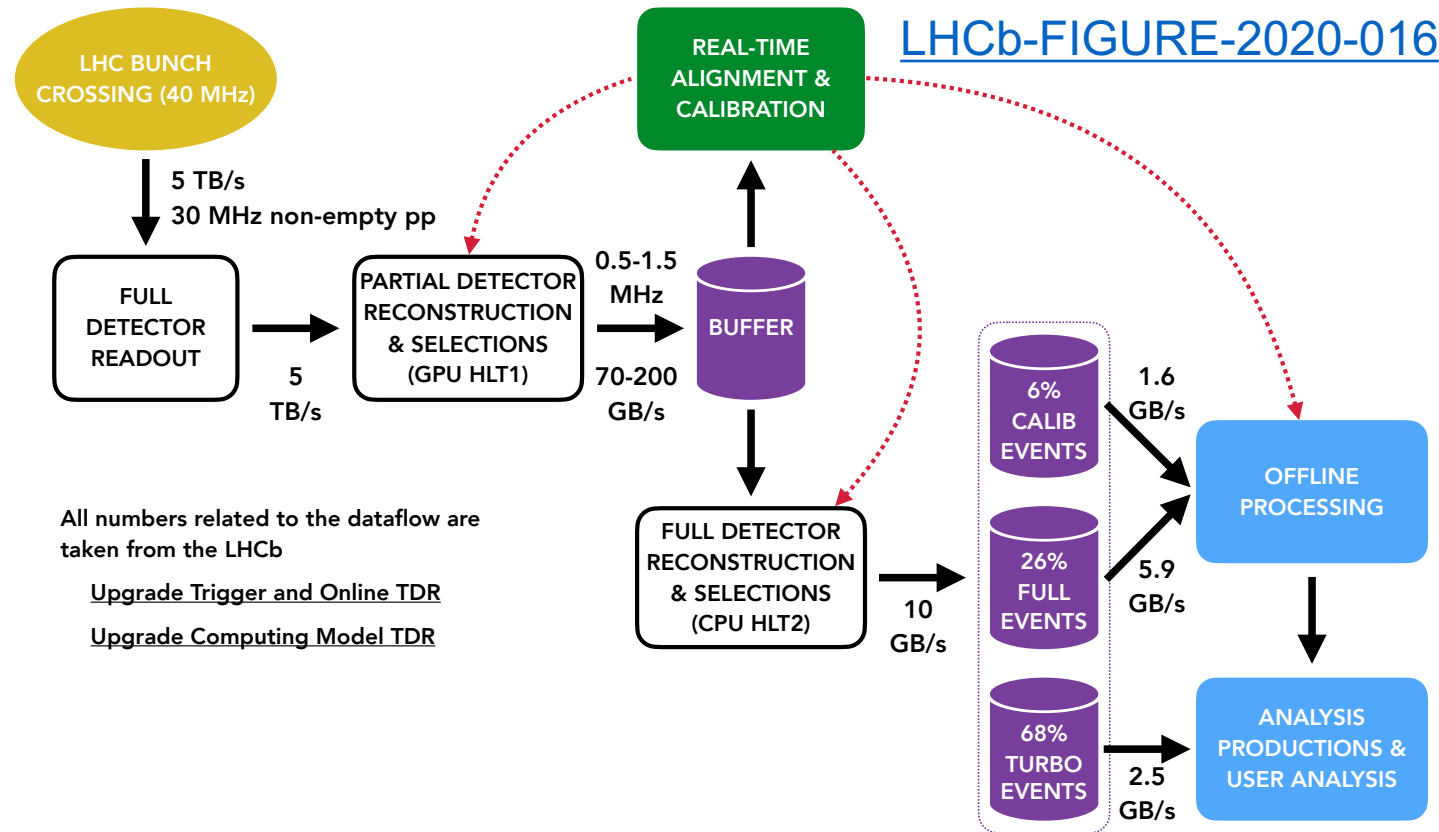 LHC BUNCH
CROSSING (40 MHz)
REAL-TIME
ALIGNMENT &
CALIBRATION
LHCb-FIGURE-2020-016
5 TB/s
30 MHz non-empty pp
FULL
DETECTOR
READOUT
5
TB/s
PARTIAL DETECTOR
RECONSTRUCTION
& SELECTIONS
(GPU HLT1)
0.5-1.5
MHz
70-200
GB/s
BUFFER
6%
CALIB
EVENTS
1.6
GB/s
OFFLINE
PROCESSING
All numbers related to the dataflow are
taken from the LHCb
Upgrade Trigger and Online TDR
Upgrade Computing Model TDR
FULL DETECTOR
RECONSTRUCTION
& SELECTIONS
(CPU HLT2)
10
GB/s
26%
FULL
EVENTS
5.9
GB/s
68%
TURBO
EVENTS
2.5
GB/s
ANALYSIS
PRODUCTIONS &
USER ANALYSIS